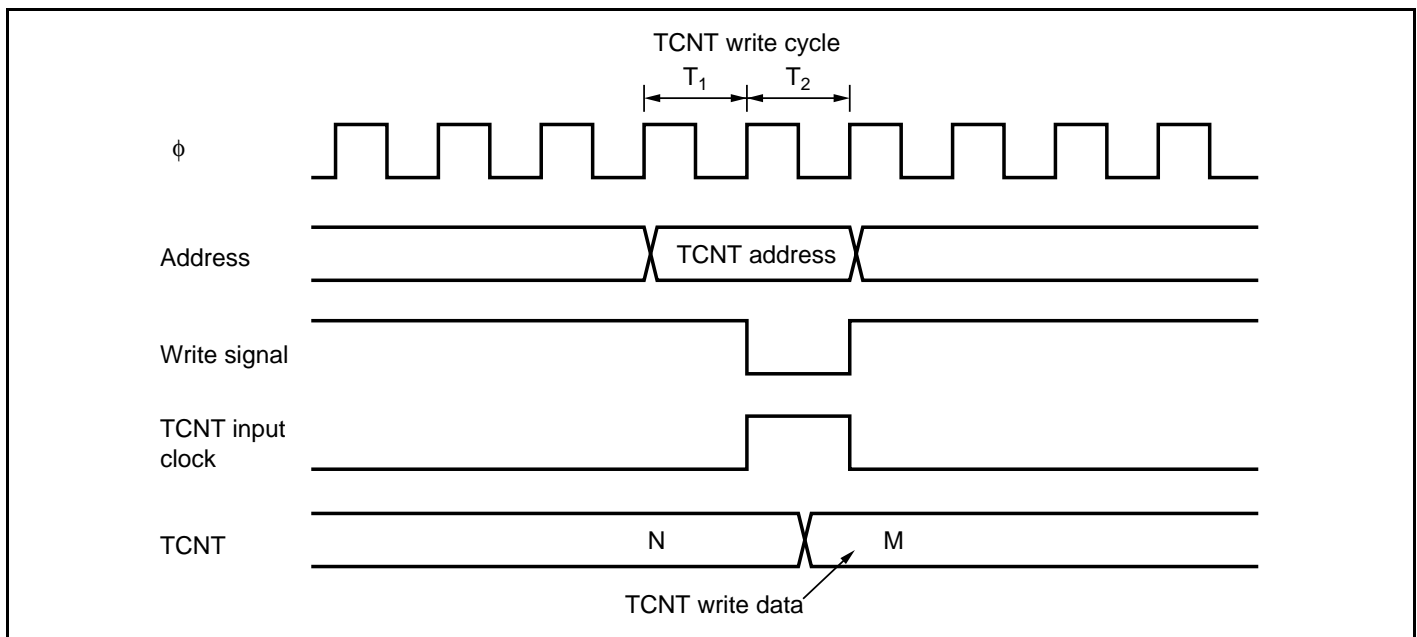 TCNT write cycle
T1 T2
ϕ
Address
TCNT address
Write signal
TCNT input
clock
TCNT
N
M
TCNT write data